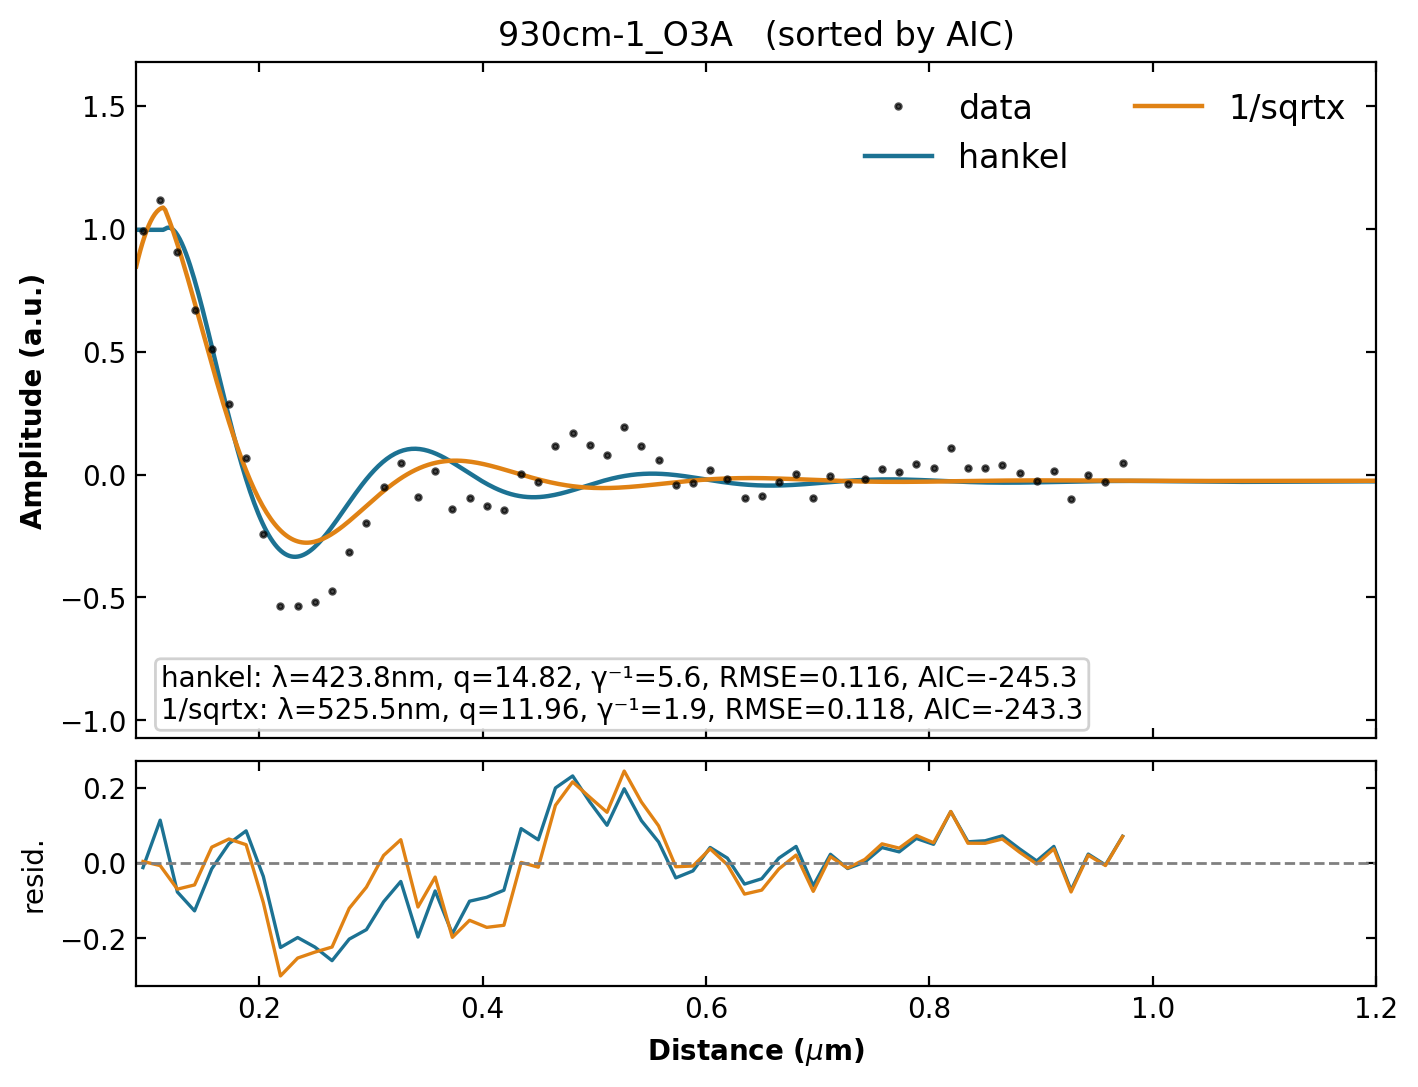 930cm-1_O3A   (sorted by AIC)
1.5
1.0
0.5
0.0
−0.5
−1.0
Amplitude (a.u.)
data
hankel
1/sqrtx
hankel: λ=423.8nm, q=14.82, γ⁻¹=5.6, RMSE=0.116, AIC=-245.3
1/sqrtx: λ=525.5nm, q=11.96, γ⁻¹=1.9, RMSE=0.118, AIC=-243.3
0.2
0.0
−0.2
resid.
0.2 0.4 0.6 0.8 1.0 1.2
Distance (μm)